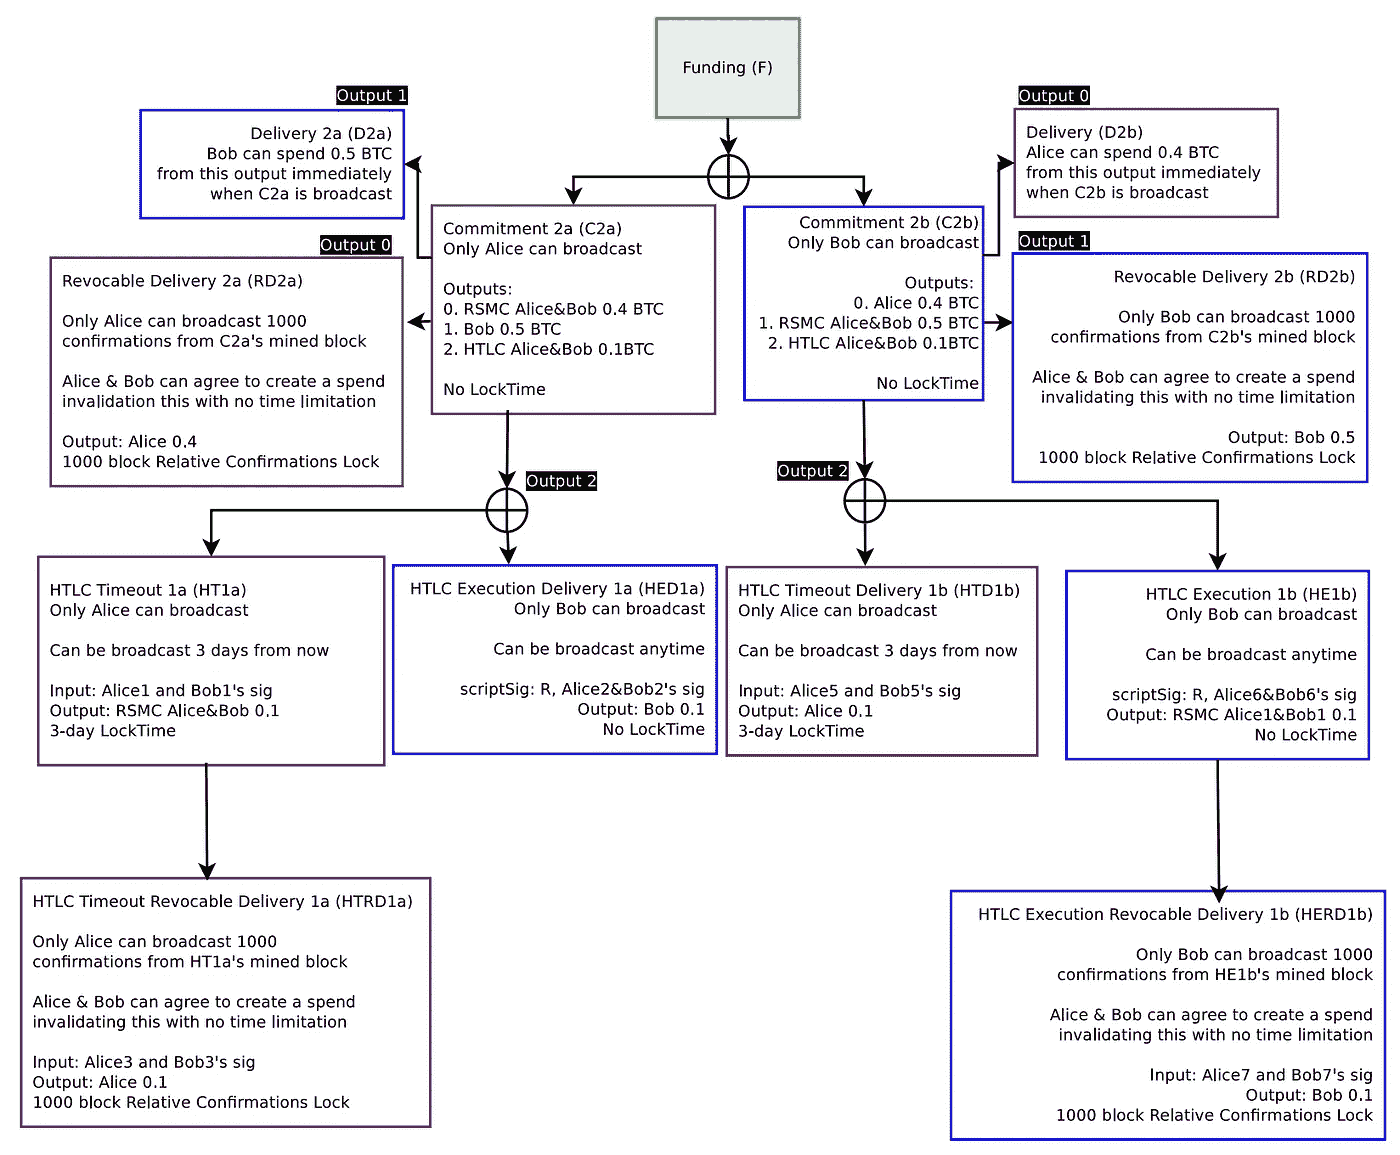 Funding (F)
Output 1
Delivery 2a (D2a)
Bob can spend 0.5 BTC
from this output immediately
when C2a is broadcast
Output 0
Delivery (D2b)
Alice can spend 0.4 BTC
from this output immediately
when C2b is broadcast
Output 0
Revocable Delivery 2a (RD2a)
Only Alice can broadcast 1000
confirmations from C2a's mined block
Alice & Bob can agree to create a spend
invalidation this with no time limitation
Output: Alice 0.4
1000 block Relative Confirmations Lock
Commitment 2a (C2a)
Only Alice can broadcast
Outputs:
0. RSMC Alice&Bob 0.4 BTC
1. Bob 0.5 BTC
2. HTLC Alice&Bob 0.1BTC
No LockTime
Commitment 2b (C2b)
Only Bob can broadcast
Outputs:
0. Alice 0.4 BTC
1. RSMC Alice&Bob 0.5 BTC
2. HTLC Alice&Bob 0.1BTC
No LockTime
Output 1
Revocable Delivery 2b (RD2b)
Only Bob can broadcast 1000
confirmations from C2b's mined block
Alice & Bob can agree to create a spend
invalidating this with no time limitation
Output: Bob 0.5
1000 block Relative Confirmations Lock
Output 2
Output 2
HTLC Timeout 1a (HT1a)
Only Alice can broadcast
Can be broadcast 3 days from now
Input: Alice1 and Bob1's sig
Output: RSMC Alice&Bob 0.1
3-day LockTime
HTLC Execution Delivery 1a (HED1a)
Only Bob can broadcast
Can be broadcast anytime
scriptSig: R, Alice2&Bob2's sig
Output: Bob 0.1
No LockTime
HTLC Timeout Delivery 1b (HTD1b)
Only Alice can broadcast
Can be broadcast 3 days from now
Input: Alice5 and Bob5's sig
Output: Alice 0.1
3-day LockTime
HTLC Execution 1b (HE1b)
Only Bob can broadcast
Can be broadcast anytime
scriptSig: R, Alice6&Bob6's sig
Output: RSMC Alice1&Bob1 0.1
No LockTime
HTLC Timeout Revocable Delivery 1a (HTRD1a)
Only Alice can broadcast 1000
confirmations from HT1a's mined block
Alice & Bob can agree to create a spend
invalidating this with no time limitation
Input: Alice3 and Bob3's sig
Output: Alice 0.1
1000 block Relative Confirmations Lock
HTLC Execution Revocable Delivery 1b (HERD1b)
Only Bob can broadcast 1000
confirmations from HE1b's mined block
Alice & Bob can agree to create a spend
invalidating this with no time limitation
Input: Alice7 and Bob7's sig
Output: Bob 0.1
1000 block Relative Confirmations Lock